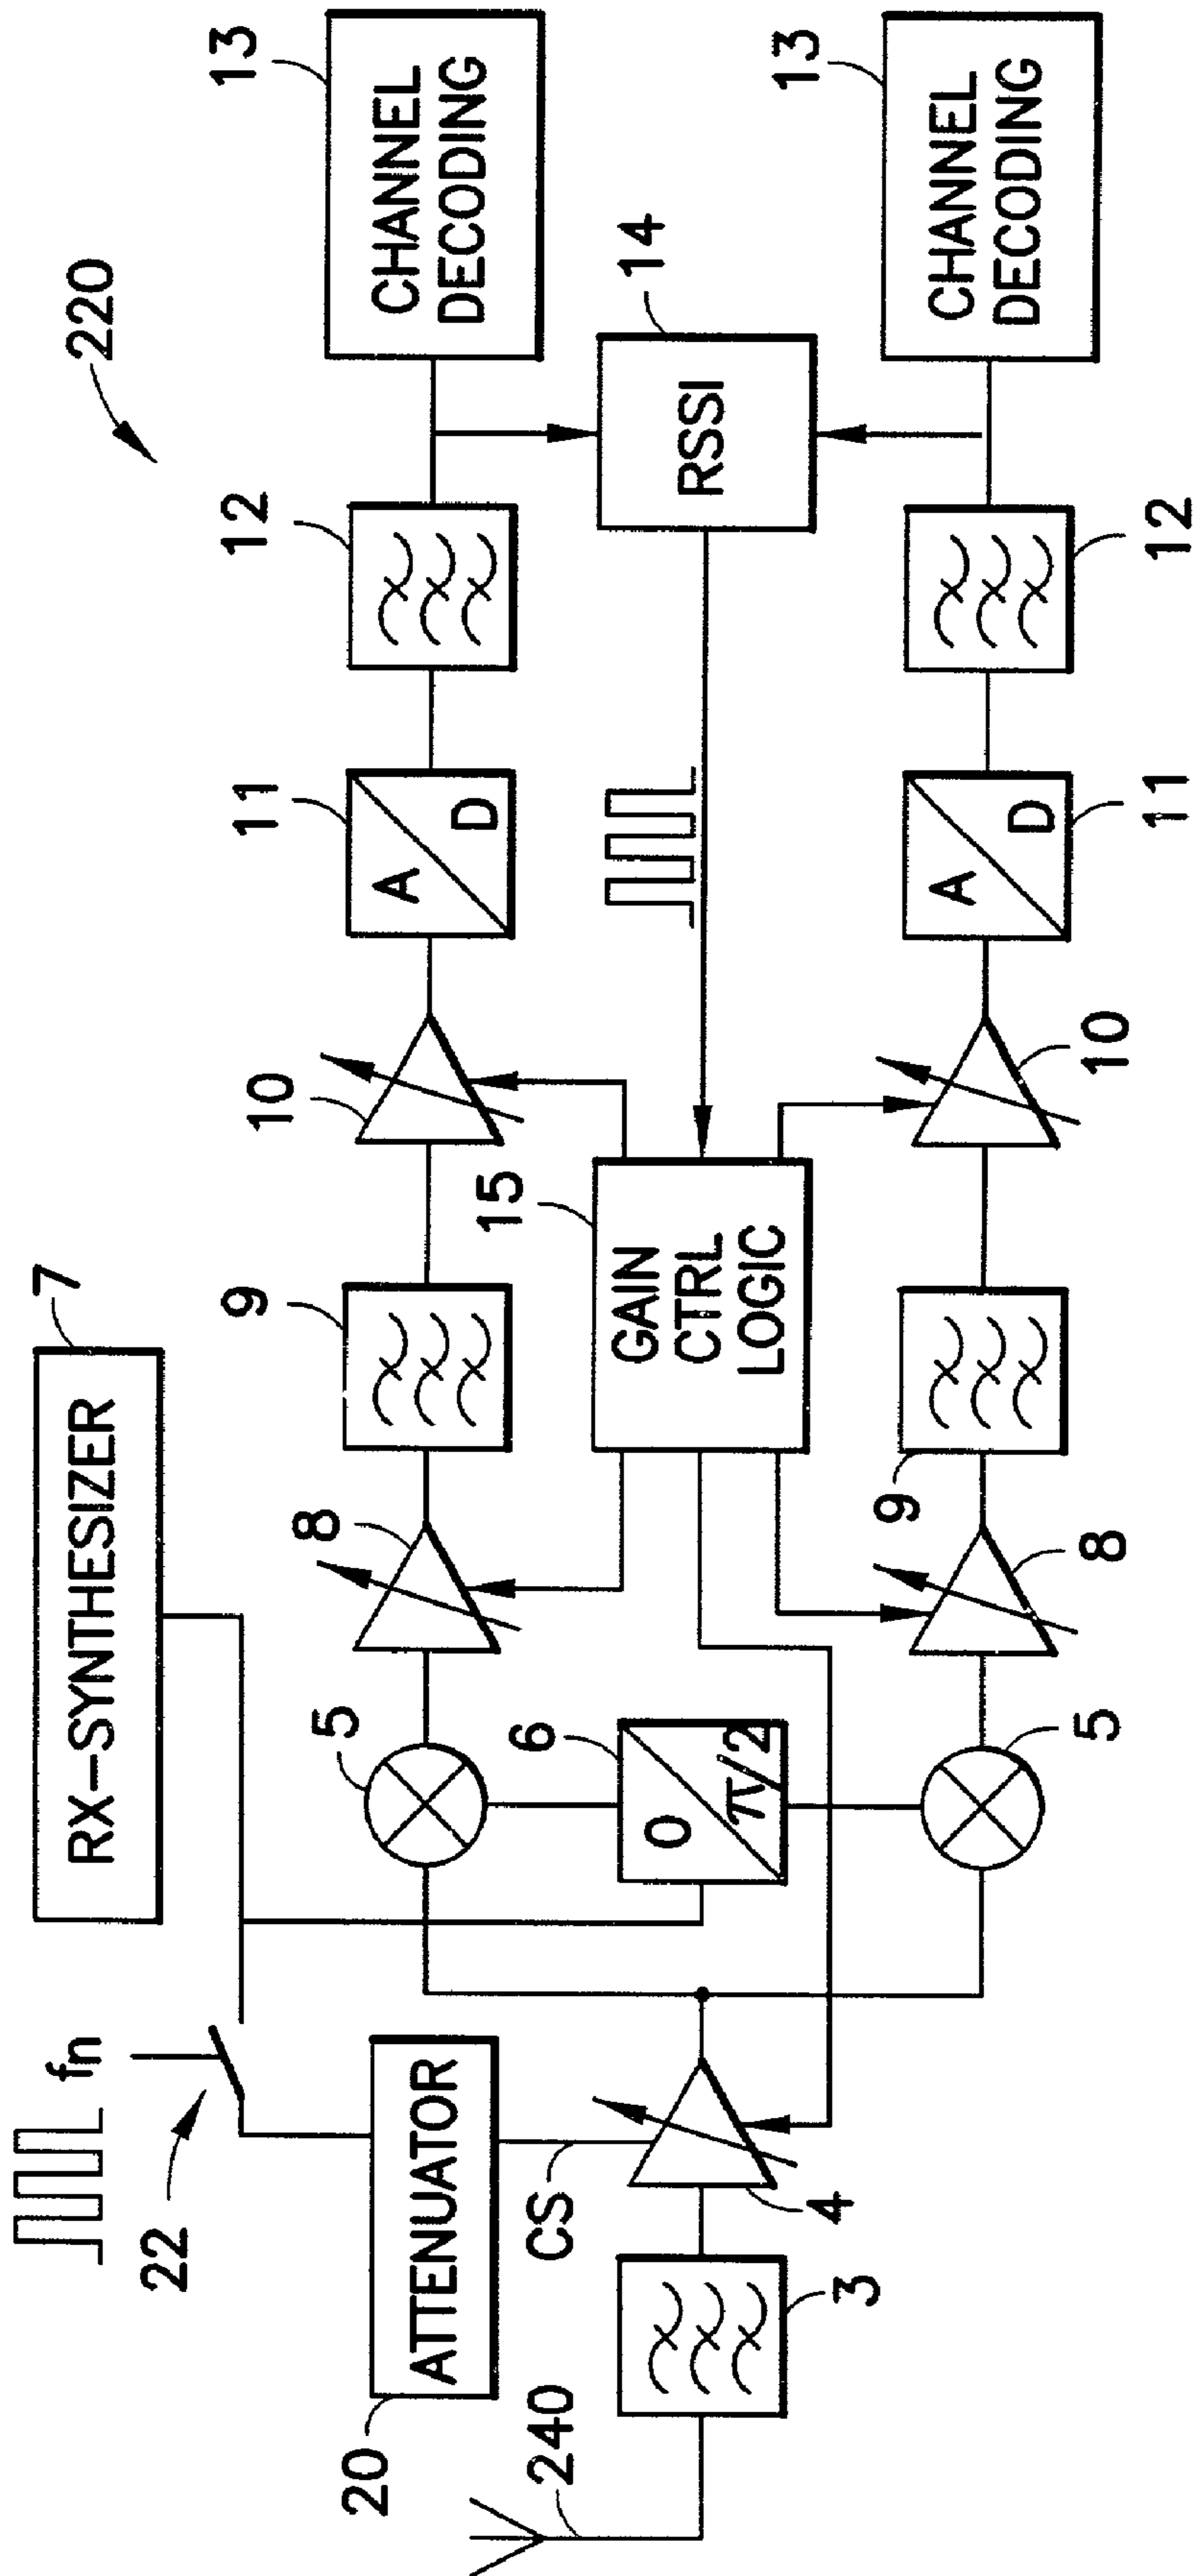 220
RX-SYNTHESIZER
7
fn
22
ATTENUATOR
20
CS
240
3
4
5
6
O
π/2
5
8
8
9
9
GAIN
CTRL
LOGIC
15
10
10
A
D
11
A
D
11
12
12
RSSI
14
CHANNEL
DECODING
13
CHANNEL
DECODING
13